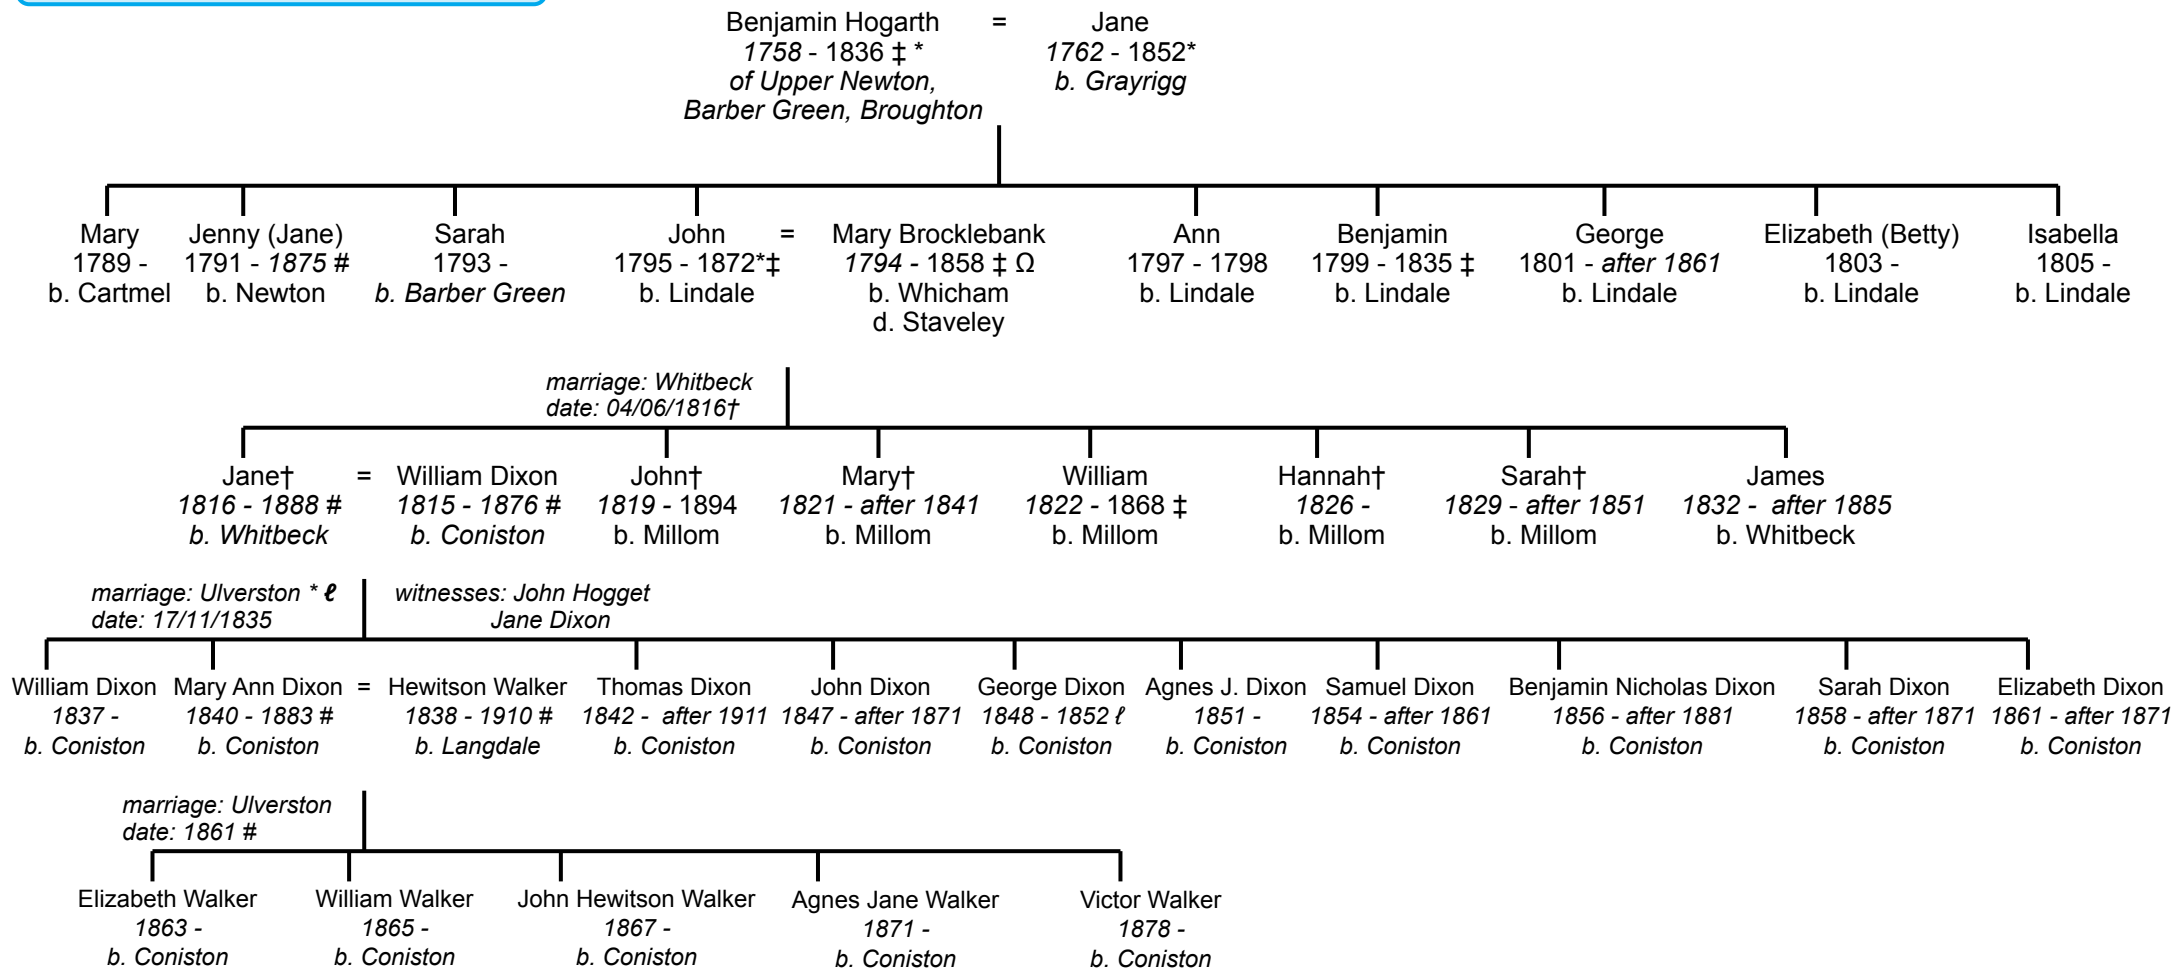 Benjamin Hogarth = Jane
1758 - 1836 ‡ * 1762 - 1852*
of Upper Newton, b. Grayrigg
Barber Green, Broughton
Mary Jenny (Jane) Sarah John = Mary Brocklebank Ann Benjamin George Elizabeth (Betty) Isabella
1789 - 1791 - 1875 # 1793 - 1795 - 1872*‡ 1794 - 1858 ‡ Ω 1797 - 1798 1799 - 1835 ‡ 1801 - after 1861 1803 - 1805 -
b. Cartmel b. Newton b. Barber Green b. Lindale b. Whicham b. Lindale b. Lindale b. Lindale b. Lindale b. Lindale
d. Staveley
marriage: Whitbeck
date: 04/06/1816†
Jane† = William Dixon John† Mary† William Hannah† Sarah† James
1816 - 1888 # 1815 - 1876 # 1819 - 1894 1821 - after 1841 1822 - 1868 ‡ 1826 - 1829 - after 1851 1832 - after 1885
b. Whitbeck b. Coniston b. Millom b. Millom b. Millom b. Millom b. Millom b. Whitbeck
marriage: Ulverston * ℓ witnesses: John Hogget
date: 17/11/1835 Jane Dixon
William Dixon Mary Ann Dixon = Hewitson Walker Thomas Dixon John Dixon George Dixon Agnes J. Dixon Samuel Dixon Benjamin Nicholas Dixon Sarah Dixon Elizabeth Dixon
1837 - 1840 - 1883 # 1838 - 1910 # 1842 - after 1911 1847 - after 1871 1848 - 1852 ℓ 1851 - 1854 - after 1861 1856 - after 1881 1858 - after 1871 1861 - after 1871
b. Coniston b. Coniston b. Langdale b. Coniston b. Coniston b. Coniston b. Coniston b. Coniston b. Coniston b. Coniston b. Coniston
marriage: Ulverston
date: 1861 #
Elizabeth Walker William Walker John Hewitson Walker Agnes Jane Walker Victor Walker
1863 - 1865 - 1867 - 1871 - 1878 -
b. Coniston b. Coniston b. Coniston b. Coniston b. Coniston